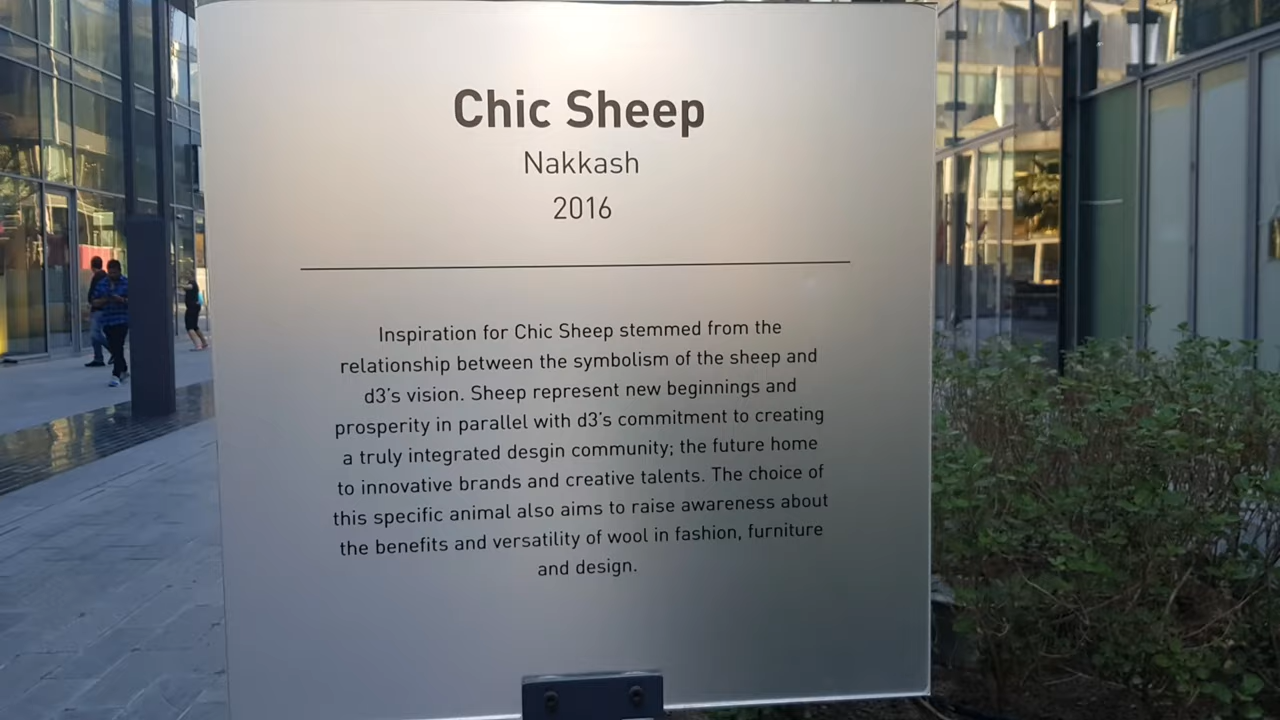 Chic Sheep
Nakkash
2016
Inspiration for Chic Sheep stemmed from the
relationship between the symbolism of the sheep and
d3's vision. Sheep represent new beginnings and
prosperity in parallel with d3's commitment to creating
a truly integrated desgin community; the future home
to innovative brands and creative talents. The choice of
this specific animal also aims to raise awareness about
the benefits and versatility of wool in fashion, furniture
and design.